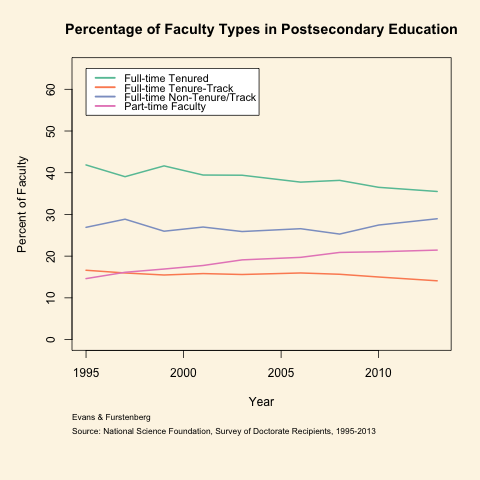 Percentage of Faculty Types in Postsecondary Education
Full-time Tenured
Full-time Tenure-Track
Full-time Non-Tenure/Track
Part-time Faculty
Percent of Faculty
60
50
40
30
20
10
0
1995 2000 2005 2010
Year
Evans & Furstenberg
Source: National Science Foundation, Survey of Doctorate Recipients, 1995-2013